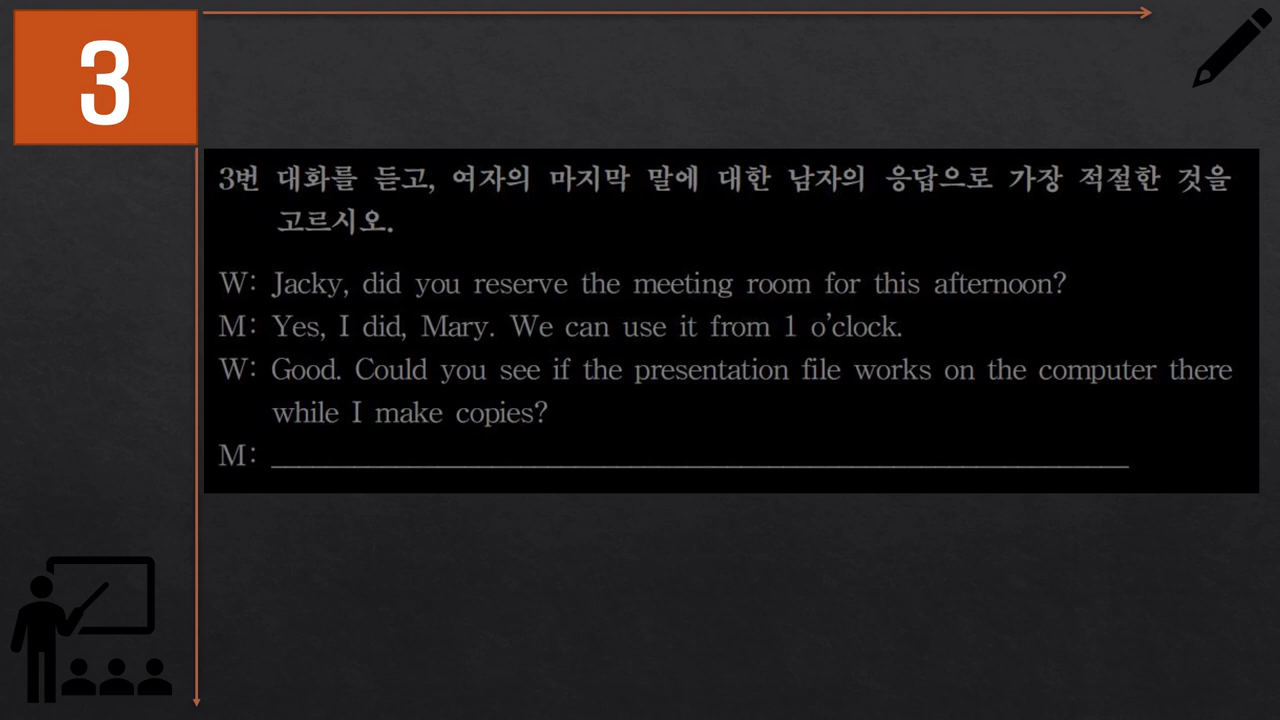 3
3번 대화를 듣고, 여자의 마지막 말에 대한 남자의 응답으로 가장 적절한 것을
고르시오.
W: Jacky, did you reserve the meeting room for this afternoon?
M: Yes, I did, Mary. We can use it from 1 o’clock.
W: Good. Could you see if the presentation file works on the computer there
while I make copies?
M: ______________________________